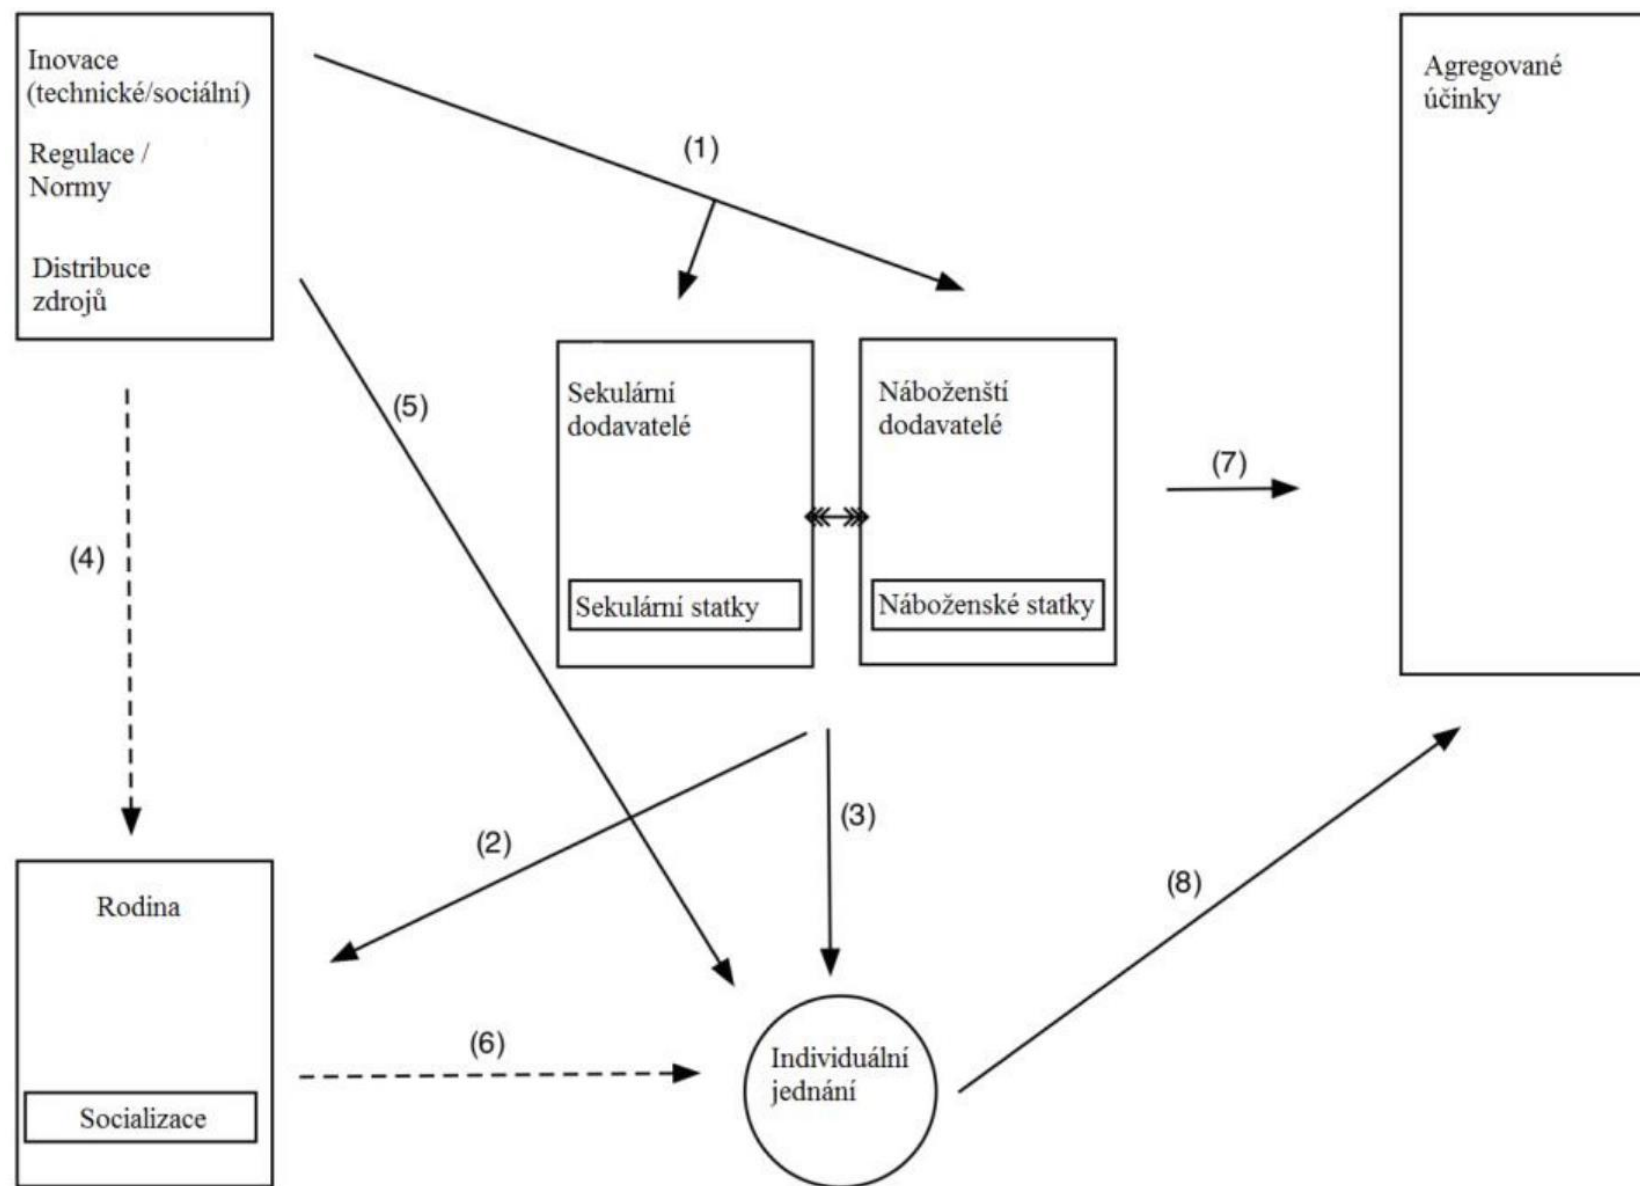 Inovace
(technické/sociální)
Regulace /
Normy
Distribuce
zdrojů
(1)
Agregované
účinky
(5)
Sekulární
dodavatelé
Náboženští
dodavatelé
(7)
(4)
Sekulární statky
Náboženské statky
(2)
(3)
(8)
Rodina
(6)
Individuální
jednání
Socializace